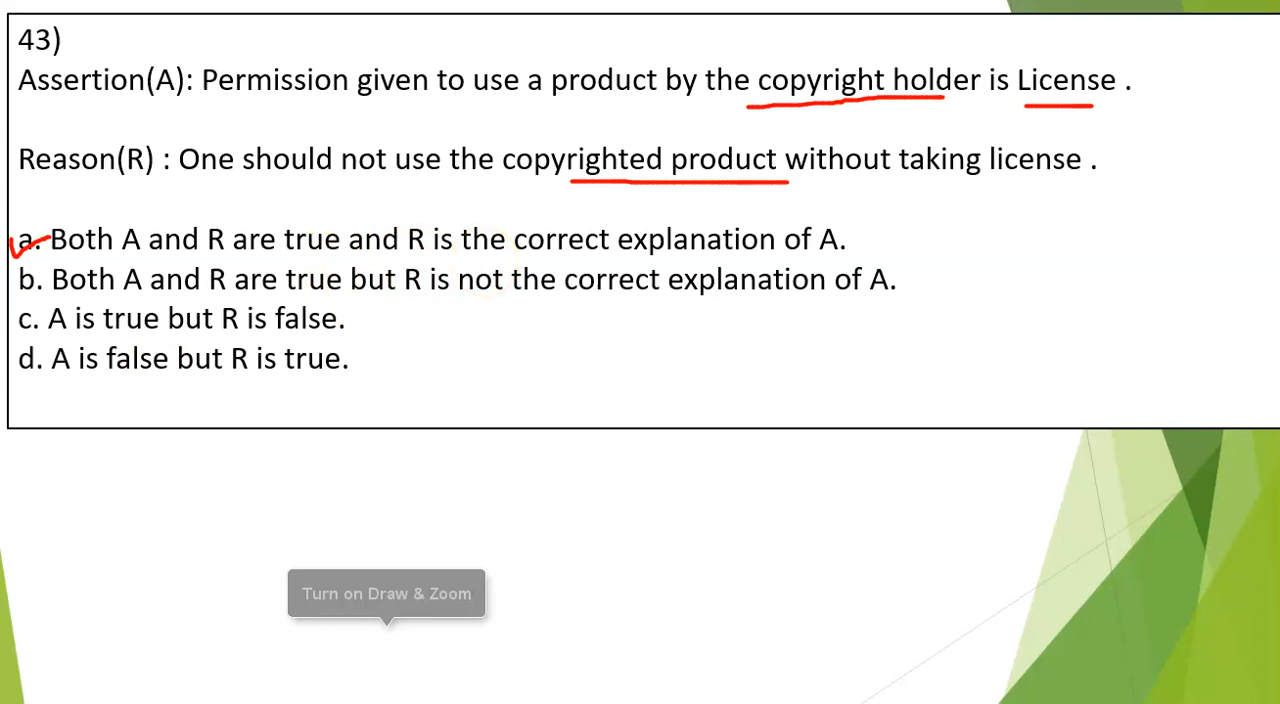 43)
Assertion(A): Permission given to use a product by the copyright holder is License .
Reason(R) : One should not use the copyrighted product without taking license .
a. Both A and R are true and R is the correct explanation of A.
b. Both A and R are true but R is not the correct explanation of A.
c. A is true but R is false.
d. A is false but R is true.
Turn on Draw & Zoom